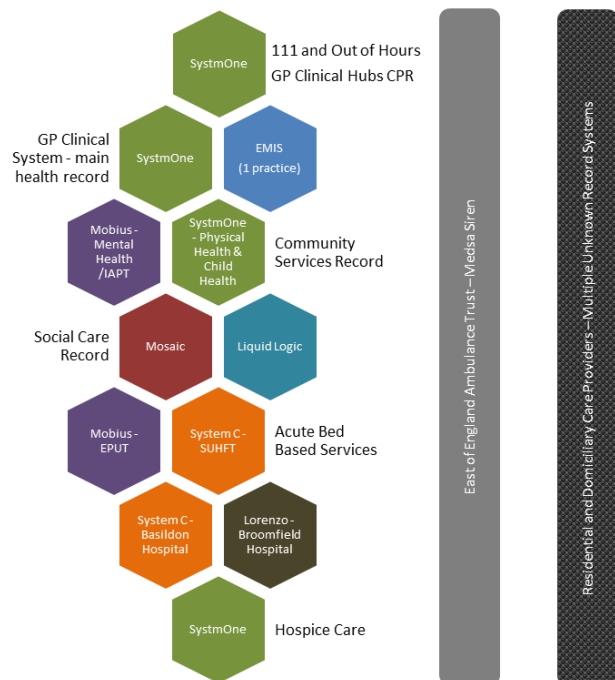 SystmOne
111 and Out of Hours
GP Clinical Hubs CPR
GP Clinical
System - main
health record
SystmOne
EMIS
(1 practice)
Mobius -
Mental
Health
/IAPT
SystmOne
- Physical
Health &
Child
Health
Community
Services Record
Social Care
Record
Mosaic
Liquid Logic
Mobius -
EPUT
System C -
SUHFT
Acute Bed
Based Services
System C -
Basildon
Hospital
Lorenzo -
Broomfield
Hospital
SystmOne
Hospice Care
East of England Ambulance Trust – Medsa Siren
Residential and Domiciliary Care Providers – Multiple Unknown Record Systems